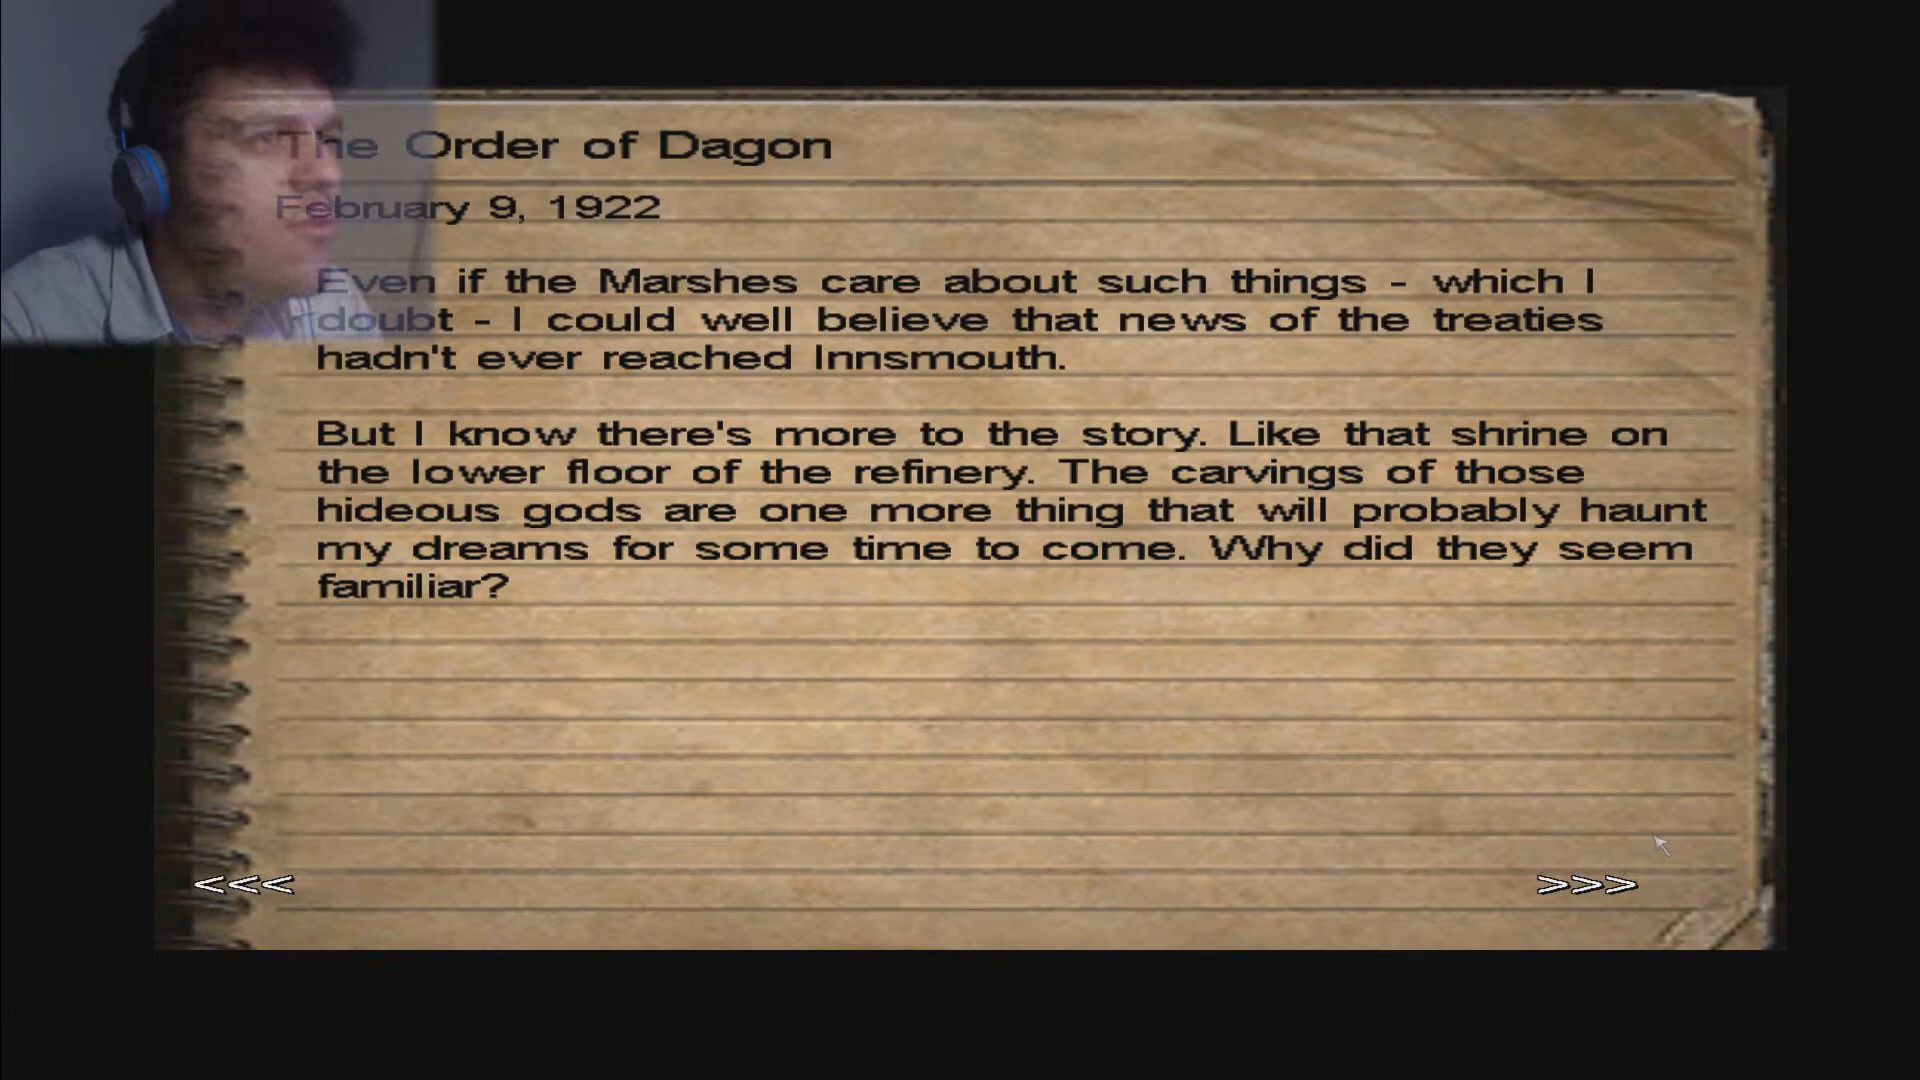 The Order of Dagon
February 9, 1922
Even if the Marshes care about such things - which I
doubt - I could well believe that news of the treaties
hadn't ever reached Innsmouth.
But I know there's more to the story. Like that shrine on
the lower floor of the refinery. The carvings of those
hideous gods are one more thing that will probably haunt
my dreams for some time to come. Why did they seem
familiar?
<<< >>>